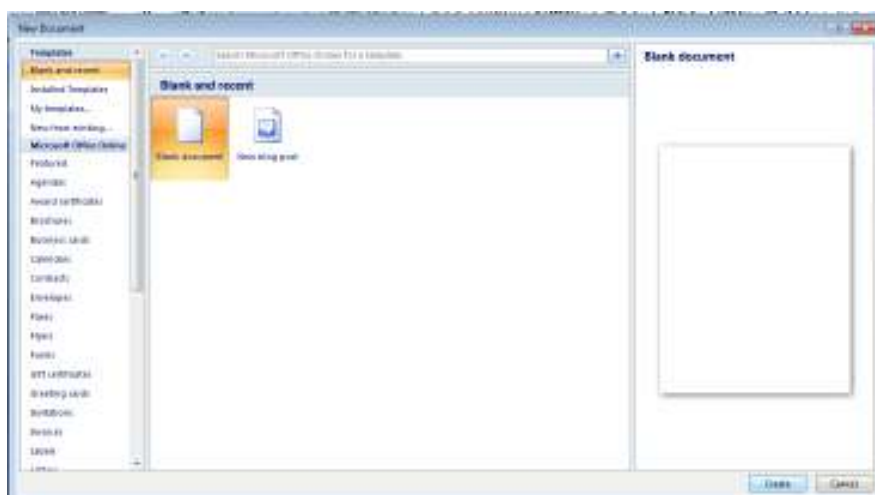 New Document
Templates
Blank and recent
Installed Templates
My templates...
New from existing...
Microsoft Office Online
Featured
Agendas
Award certificates
Brochures
Business cards
Calendars
Contracts
Envelopes
Faxes
Flyers
Forms
Gift certificates
Greeting cards
Invitations
Invoices
Labels
Search Microsoft Office Online for a template
Blank and recent
Blank document
New blog post
Blank document
Create
Cancel